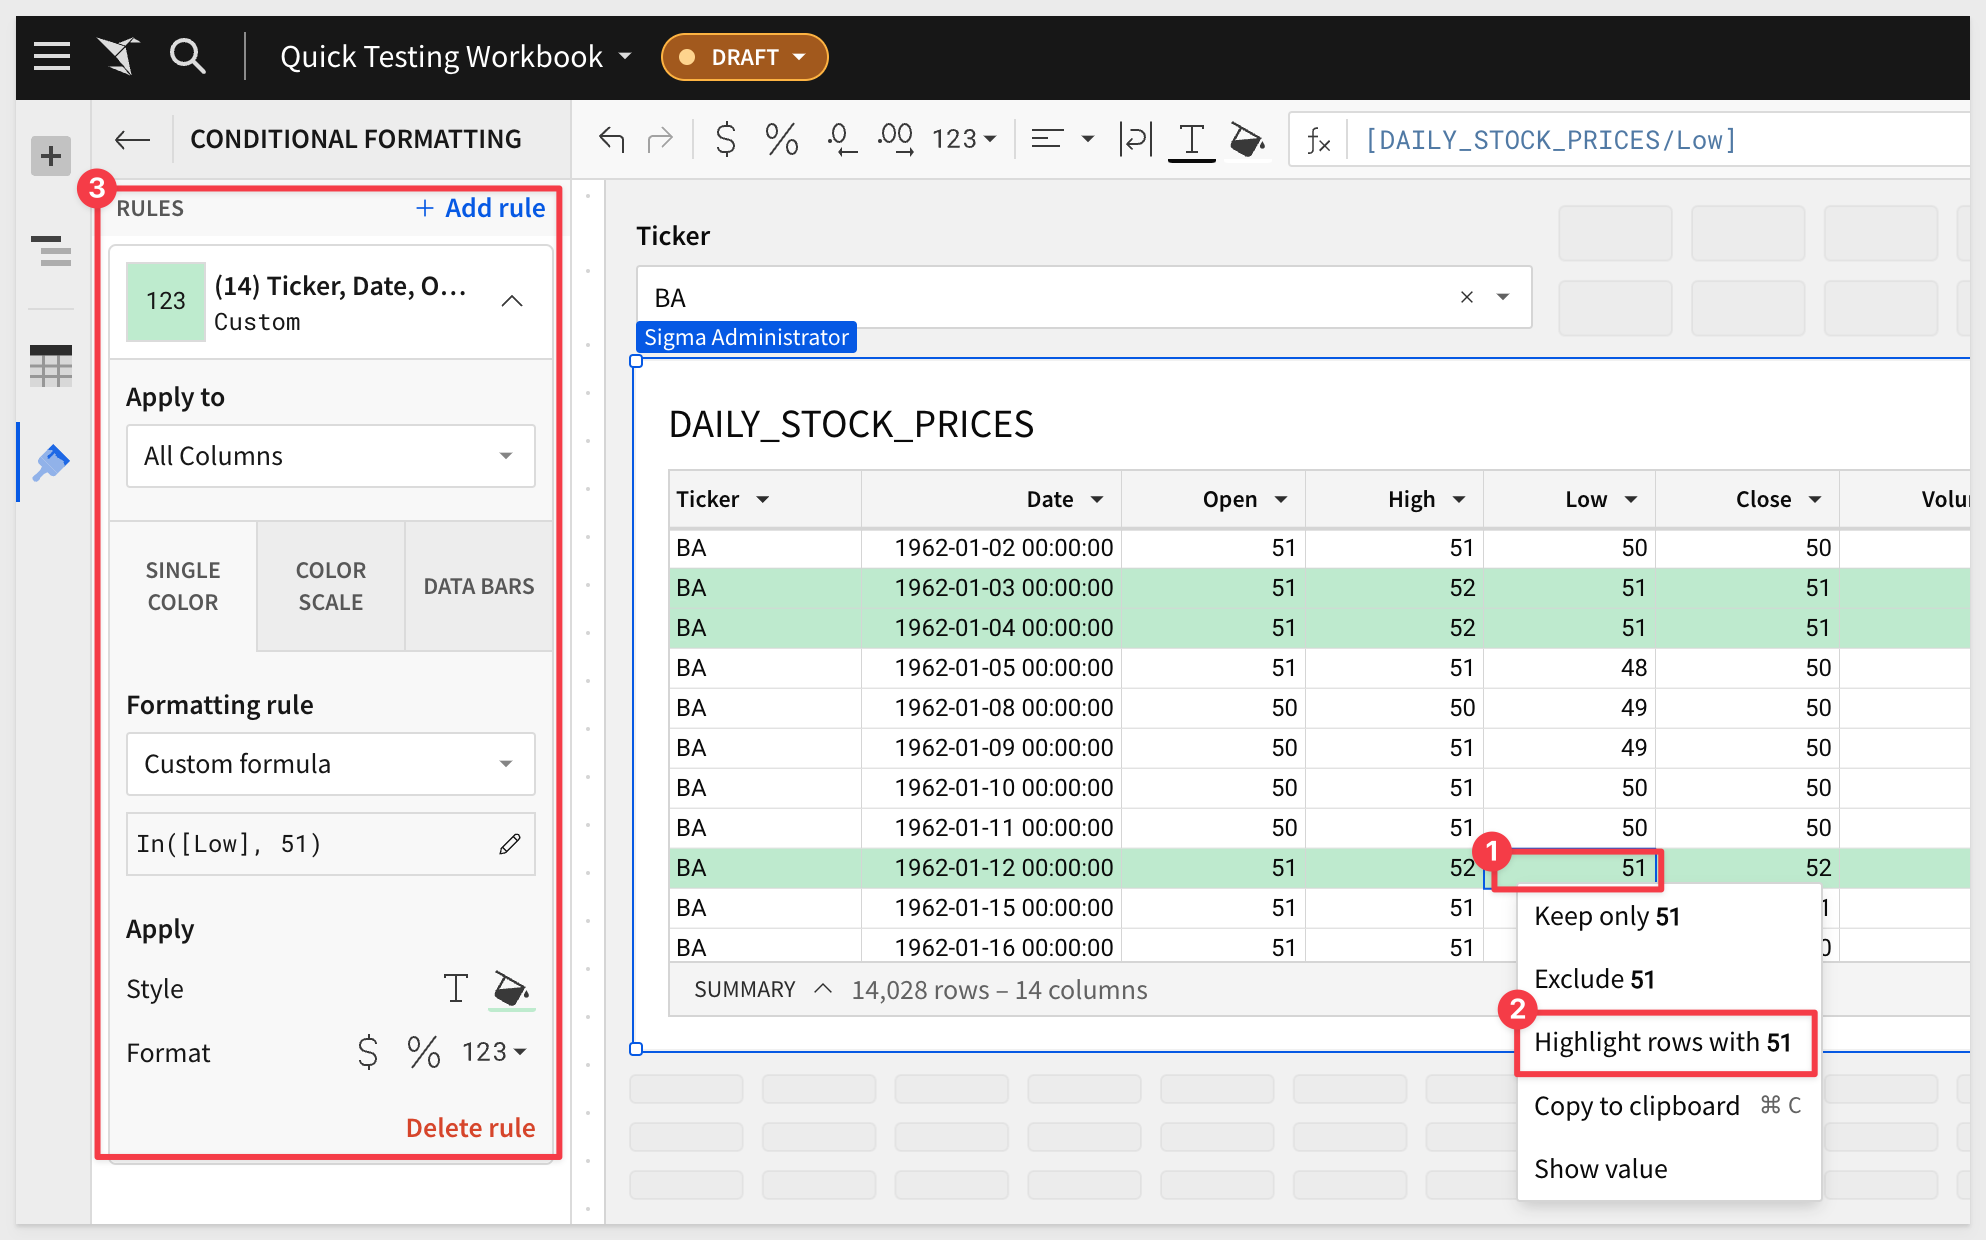 Quick Testing Workbook
DRAFT
CONDITIONAL FORMATTING
$ % .0 .00 123
fx [DAILY_STOCK_PRICES/Low]
3
RULES + Add rule
123 (14) Ticker, Date, O...
Custom
Apply to
All Columns
SINGLE COLOR
COLOR SCALE
DATA BARS
Formatting rule
Custom formula
In([Low], 51)
Apply
Style T
Format $ % 123
Delete rule
Ticker
BA
Sigma Administrator
DAILY_STOCK_PRICES
Ticker Date Open High Low Close
BA 1962-01-02 00:00:00 51 51 50 50
BA 1962-01-03 00:00:00 51 52 51 51
BA 1962-01-04 00:00:00 51 52 51 51
BA 1962-01-05 00:00:00 51 51 48 50
BA 1962-01-08 00:00:00 50 50 49 50
BA 1962-01-09 00:00:00 50 51 49 50
BA 1962-01-10 00:00:00 50 51 50 50
BA 1962-01-11 00:00:00 50 51 50 50
BA 1962-01-12 00:00:00 51 52 51 52
BA 1962-01-15 00:00:00 51 51
BA 1962-01-16 00:00:00 51 51
SUMMARY 14,028 rows – 14 columns
1
Keep only 51
Exclude 51
2
Highlight rows with 51
Copy to clipboard ⌘ C
Show value